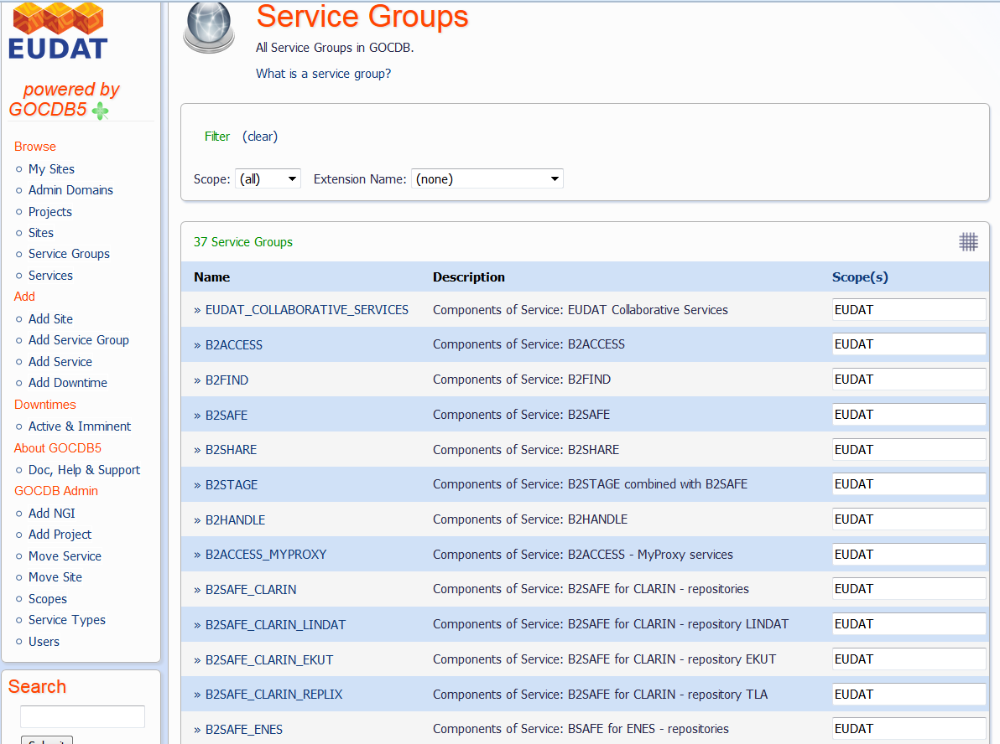 EUDAT
powered by
GOCDB5
Browse
My Sites
Admin Domains
Projects
Sites
Service Groups
Services
Add
Add Site
Add Service Group
Add Service
Add Downtime
Downtimes
Active & Imminent
About GOCDB5
Doc, Help & Support
GOCDB Admin
Add NGI
Add Project
Move Service
Move Site
Scopes
Service Types
Users
Search
Service Groups
All Service Groups in GOCDB.
What is a service group?
Filter (clear)
Scope: (all) Extension Name: (none)
37 Service Groups
Name Description Scope(s)
» EUDAT_COLLABORATIVE_SERVICES Components of Service: EUDAT Collaborative Services EUDAT
» B2ACCESS Components of Service: B2ACCESS EUDAT
» B2FIND Components of Service: B2FIND EUDAT
» B2SAFE Components of Service: B2SAFE EUDAT
» B2SHARE Components of Service: B2SHARE EUDAT
» B2STAGE Components of Service: B2STAGE combined with B2SAFE EUDAT
» B2HANDLE Components of Service: B2HANDLE EUDAT
» B2ACCESS_MYPROXY Components of Service: B2ACCESS - MyProxy services EUDAT
» B2SAFE_CLARIN Components of Service: B2SAFE for CLARIN - repositories EUDAT
» B2SAFE_CLARIN_LINDAT Components of Service: B2SAFE for CLARIN - repository LINDAT EUDAT
» B2SAFE_CLARIN_EKUT Components of Service: B2SAFE for CLARIN - repository EKUT EUDAT
» B2SAFE_CLARIN_REPLIX Components of Service: B2SAFE for CLARIN - repository TLA EUDAT
» B2SAFE_ENES Components of Service: BSAFE for ENES - repositories EUDAT